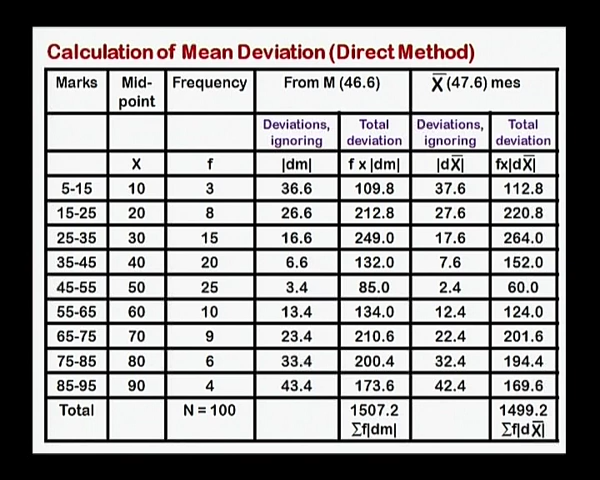 Calculation of Mean Deviation (Direct Method)
Marks Mid-point Frequency From M (46.6) X̅ (47.6) mes
Deviations, ignoring Total deviation Deviations, ignoring Total deviation
X f |dm| f x |dm| |dX̅| fx|dX̅|
5-15 10 3 36.6 109.8 37.6 112.8
15-25 20 8 26.6 212.8 27.6 220.8
25-35 30 15 16.6 249.0 17.6 264.0
35-45 40 20 6.6 132.0 7.6 152.0
45-55 50 25 3.4 85.0 2.4 60.0
55-65 60 10 13.4 134.0 12.4 124.0
65-75 70 9 23.4 210.6 22.4 201.6
75-85 80 6 33.4 200.4 32.4 194.4
85-95 90 4 43.4 173.6 42.4 169.6
Total N = 100 1507.2 1499.2
∑f|dm| ∑f|dX̅|